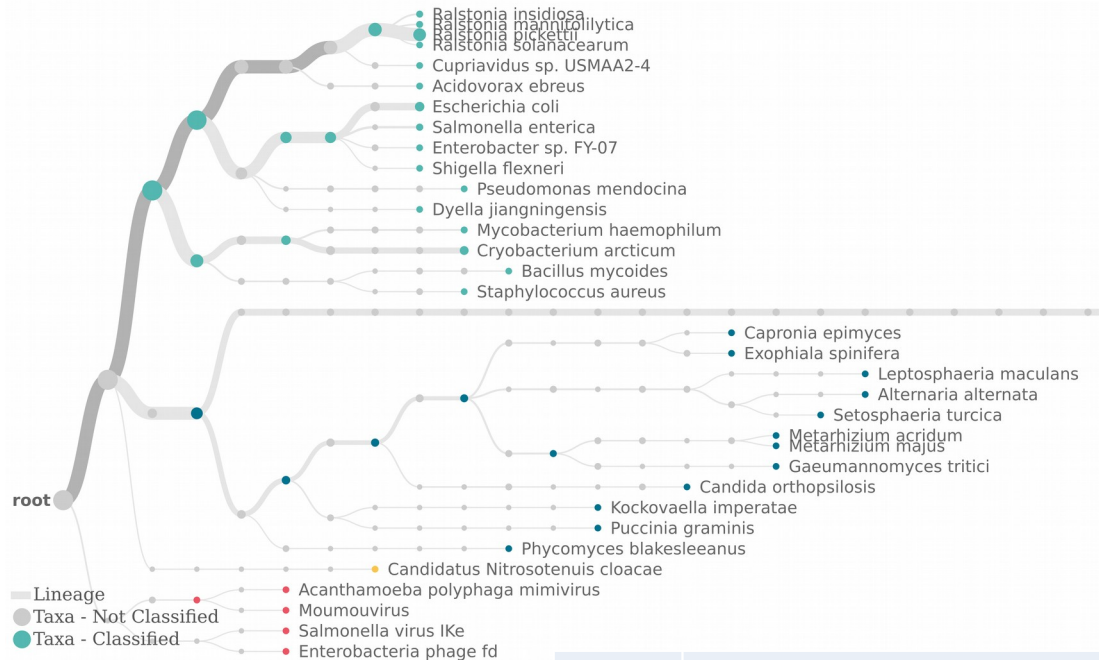 Ralstonia insidiosa
Ralstonia mannitolilytica
Ralstonia pickettii
Ralstonia solanacearum
Cupriavidus sp. USMAA2-4
Acidovorax ebreus
Escherichia coli
Salmonella enterica
Enterobacter sp. FY-07
Shigella flexneri
Pseudomonas mendocina
Dyella jiangningensis
Mycobacterium haemophilum
Cryobacterium arcticum
Bacillus mycoides
Staphylococcus aureus
Capronia epimyces
Exophiala spinifera
Leptosphaeria maculans
Alternaria alternata
Setosphaeria turcica
Metarhizium acridum
Metarhizium majus
Gaeumannomyces tritici
Candida orthopsilosis
root
Kockovaella imperatae
Puccinia graminis
Phycomyces blakesleeanus
Candidatus Nitrosotenuis cloacae
Acanthamoeba polyphaga mimivirus
Lineage
Moumouvirus
Taxa - Not Classified
Salmonella virus IKe
Taxa - Classified
Enterobacteria phage fd